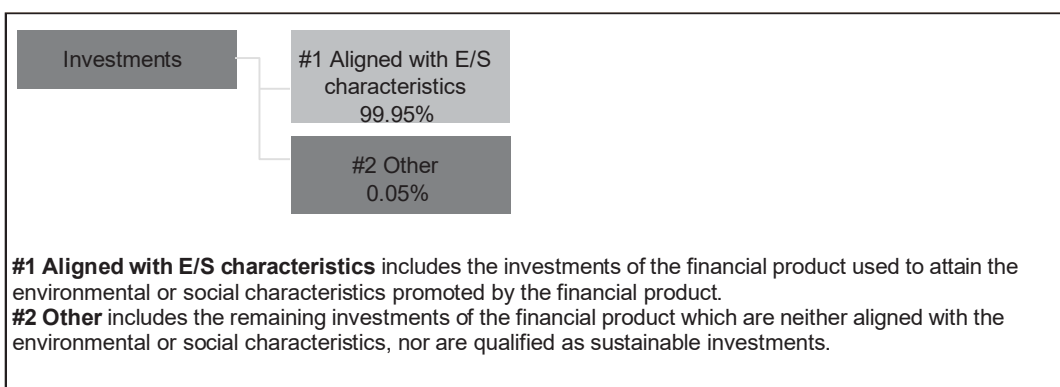 Investments
#1 Aligned with E/S
characteristics
99.95%
#2 Other
0.05%
#1 Aligned with E/S characteristics includes the investments of the financial product used to attain the
environmental or social characteristics promoted by the financial product.
#2 Other includes the remaining investments of the financial product which are neither aligned with the
environmental or social characteristics, nor are qualified as sustainable investments.